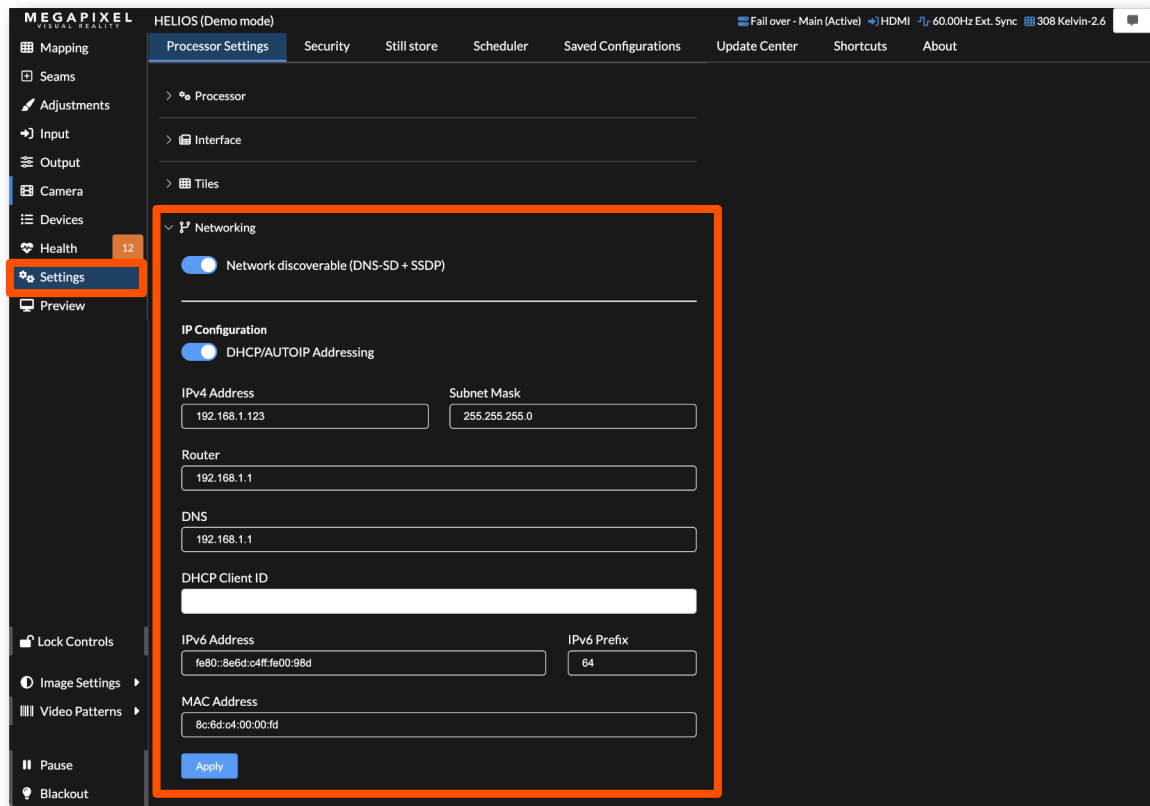 MEGAPIXEL
VISUAL REALITY
HELIOS (Demo mode)
Fail over - Main (Active) HDMI 60.00Hz Ext. Sync 308 Kelvin-2.6
Mapping
Seams
Adjustments
Input
Output
Camera
Devices
Health 12
Settings
Preview
Lock Controls
Image Settings
Video Patterns
Pause
Blackout
Processor Settings Security Still store Scheduler Saved Configurations Update Center Shortcuts About
Processor
Interface
Tiles
Networking
Network discoverable (DNS-SD + SSDP)
IP Configuration
DHCP/AUTOIP Addressing
IPv4 Address Subnet Mask
192.168.1.123 255.255.255.0
Router
192.168.1.1
DNS
192.168.1.1
DHCP Client ID
IPv6 Address IPv6 Prefix
fe80::8e6d:c4ff:fe00:98d 64
MAC Address
8c:6d:c4:00:00:fd
Apply